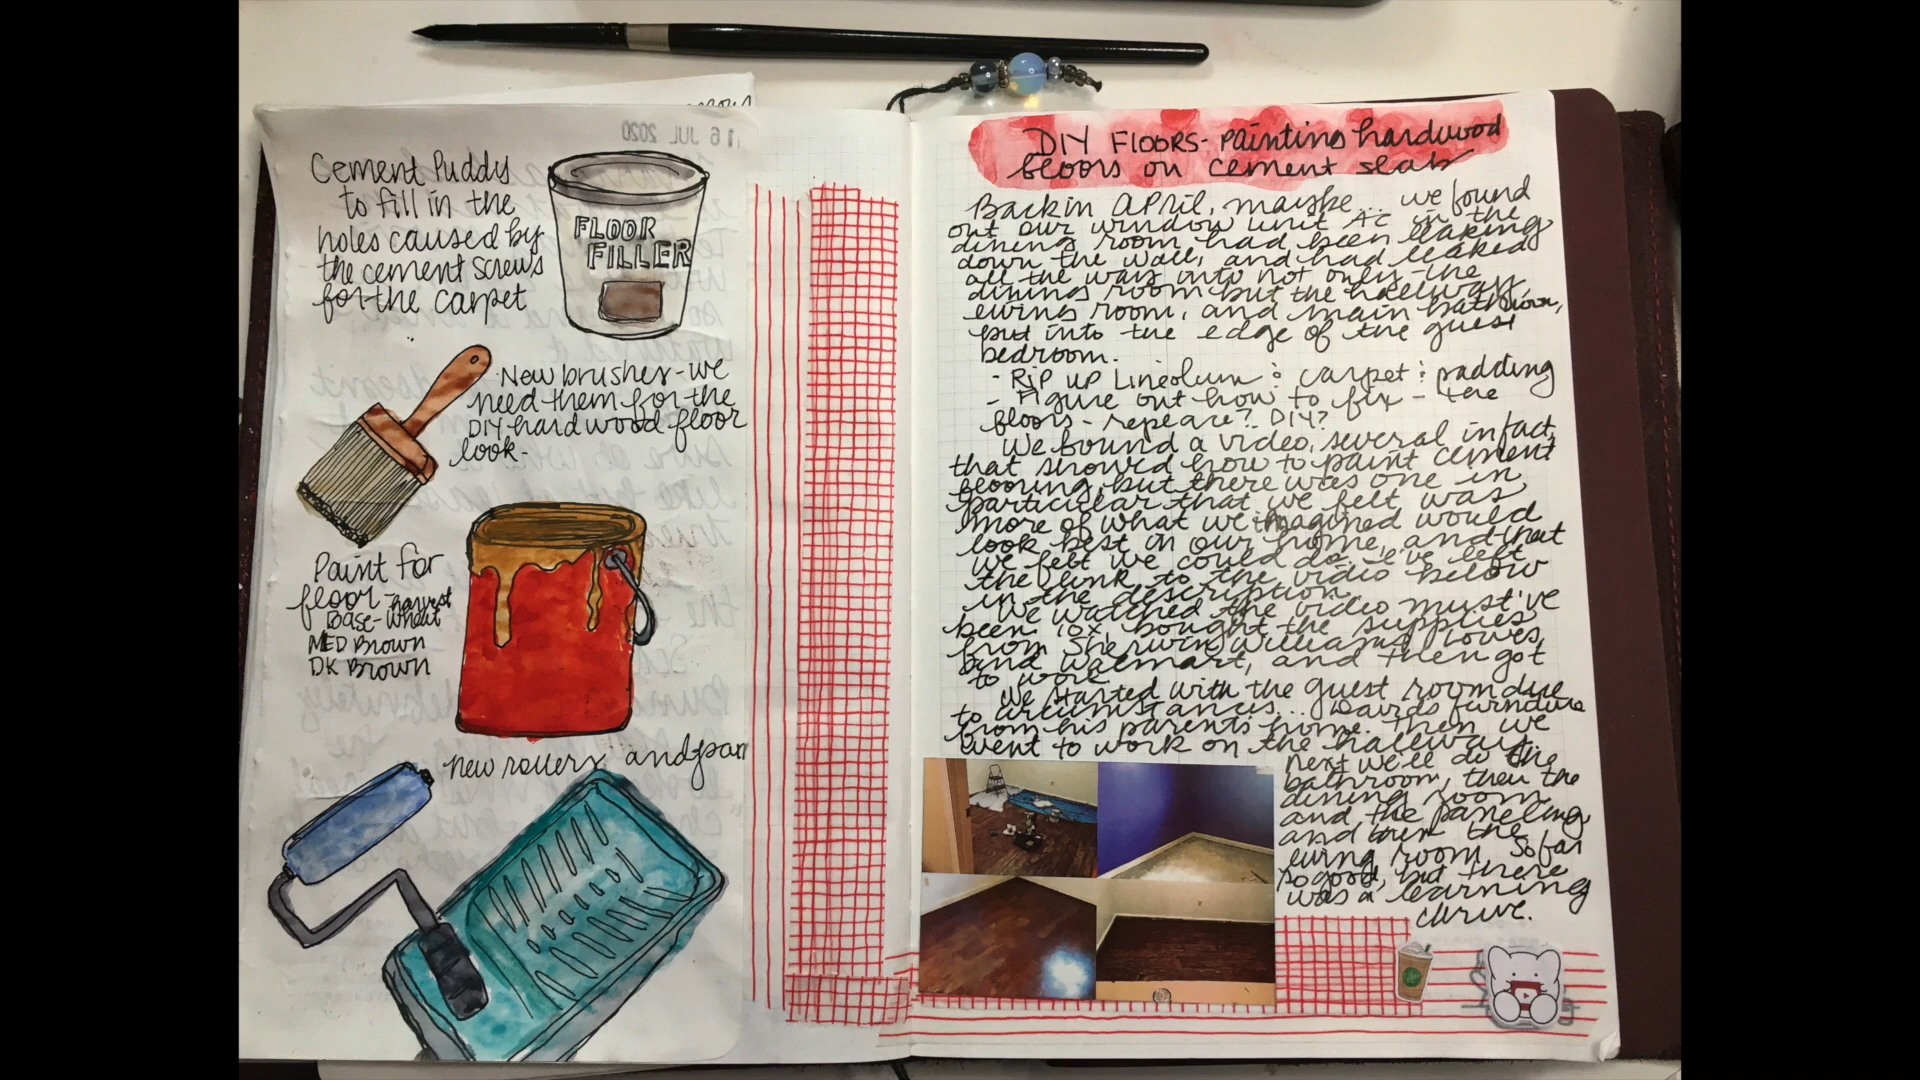 16 JUL 2020
Cement Puddy
to fill in the
holes caused by
the cement screws
for the carpet
FLOOR
FILLER
New brushes - we
need them for the
DIY hard wood floor
look -
Paint for
floor - harvest
Base - wheat
MED Brown
DK Brown
new rollers and pan
DIY FLOORS - painting hardwood
floors on cement slab
Back in April, maybe... we found
out our window unit AC in the
dining room had been leaking
down the wall, and had leaked
all the way into not only the
dining room but the hallway,
living room, and main bathroom,
but into the edge of the guest
bedroom.
- Rip up Lineolum & carpet & padding
- Figure out how to fix - the
floors - repeare? DIY?
We found a video, several in fact,
that showed how to paint cement
flooring, but there was one in
particular that we felt was
more of what we imagined would
look best in our home, and that
we felt we could do. I've left
the link to the video below
in the description.
We watched the video must've
been 10x, bought the supplies
from Sherwin Williams, Lowes,
and Walmart, and then got
to work.
We started with the guest room due
to circumstances... Davids furniture
from his parent's home. Then we
went to work on the hallway,
next we'll do the
bathroom, then the
dining room
and the paneling
and then the
living room. So far
so good, but there
was a learning
curve.